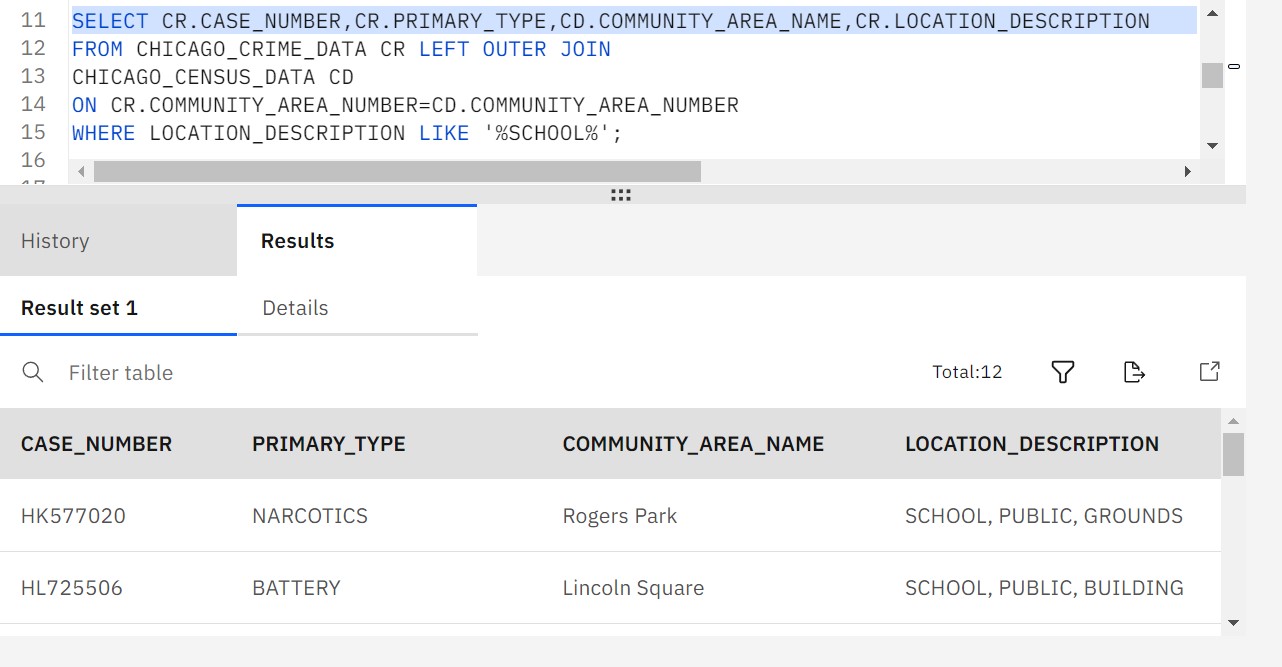 11 SELECT CR.CASE_NUMBER,CR.PRIMARY_TYPE,CD.COMMUNITY_AREA_NAME,CR.LOCATION_DESCRIPTION
12 FROM CHICAGO_CRIME_DATA CR LEFT OUTER JOIN
13 CHICAGO_CENSUS_DATA CD
14 ON CR.COMMUNITY_AREA_NUMBER=CD.COMMUNITY_AREA_NUMBER
15 WHERE LOCATION_DESCRIPTION LIKE '%SCHOOL%';
16
History Results
Result set 1 Details
Filter table Total:12
CASE_NUMBER PRIMARY_TYPE COMMUNITY_AREA_NAME LOCATION_DESCRIPTION
HK577020 NARCOTICS Rogers Park SCHOOL, PUBLIC, GROUNDS
HL725506 BATTERY Lincoln Square SCHOOL, PUBLIC, BUILDING